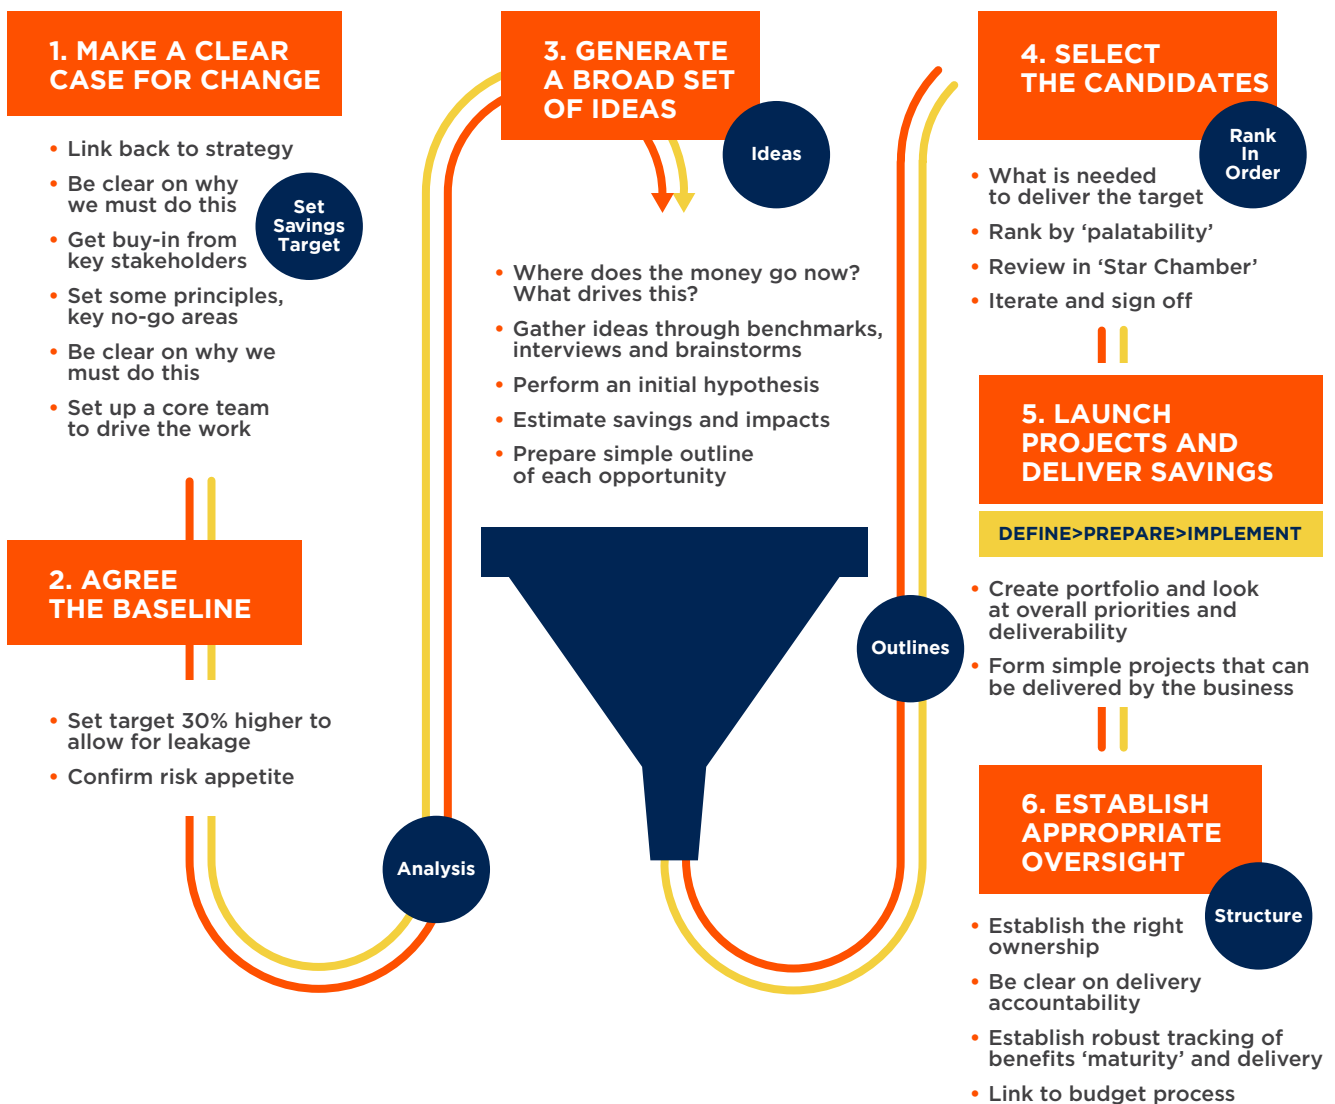 1. MAKE A CLEAR
CASE FOR CHANGE
• Link back to strategy
• Be clear on why
we must do this
• Get buy-in from
key stakeholders
• Set some principles,
key no-go areas
• Be clear on why we
must do this
• Set up a core team
to drive the work
Set
Savings
Target
2. AGREE
THE BASELINE
• Set target 30% higher to
allow for leakage
• Confirm risk appetite
Analysis
3. GENERATE
A BROAD SET
OF IDEAS
Ideas
• Where does the money go now?
What drives this?
• Gather ideas through benchmarks,
interviews and brainstorms
• Perform an initial hypothesis
• Estimate savings and impacts
• Prepare simple outline
of each opportunity
Outlines
4. SELECT
THE CANDIDATES
Rank
In
Order
• What is needed
to deliver the target
• Rank by ‘palatability’
• Review in ‘Star Chamber’
• Iterate and sign off
5. LAUNCH
PROJECTS AND
DELIVER SAVINGS
DEFINE>PREPARE>IMPLEMENT
• Create portfolio and look
at overall priorities and
deliverability
• Form simple projects that can
be delivered by the business
6. ESTABLISH
APPROPRIATE
OVERSIGHT
Structure
• Establish the right
ownership
• Be clear on delivery
accountability
• Establish robust tracking of
benefits ‘maturity’ and delivery
• Link to budget process